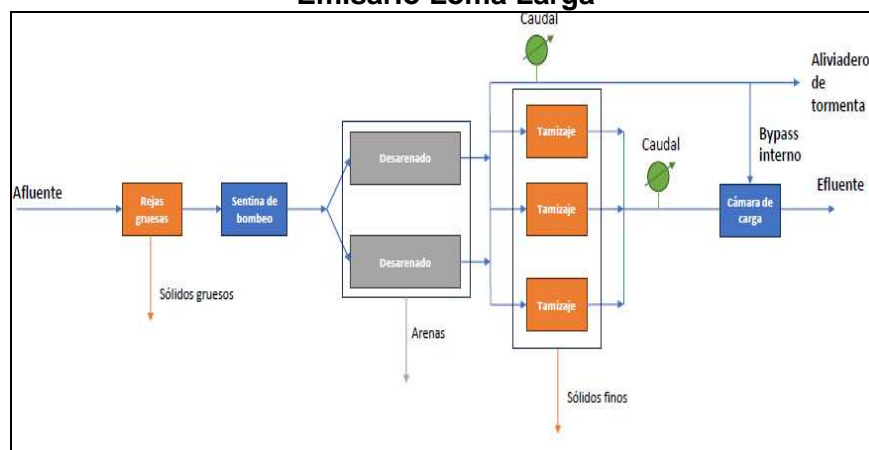 Emisario Loma Larga
Caudal
Aliviadero
de
tormenta
Tamizaje
Caudal
Bypass
interno
Desarenado
Afluente
Rejas
gruesas
Sentina de
bombeo
Tamizaje
Cámara de
carga
Efluente
Desarenado
Tamizaje
Sólidos gruesos
Arenas
Sólidos finos